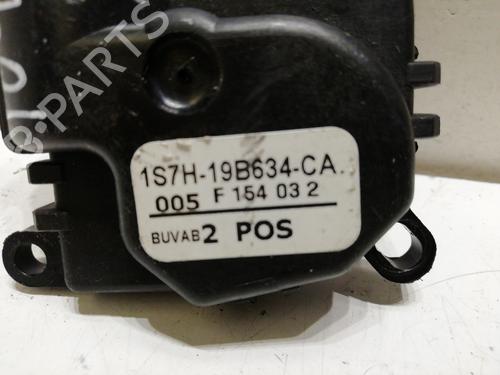 1S7H-19B634-CA
005 F 154 03 2
BUVAB 2 POS
B-Parts